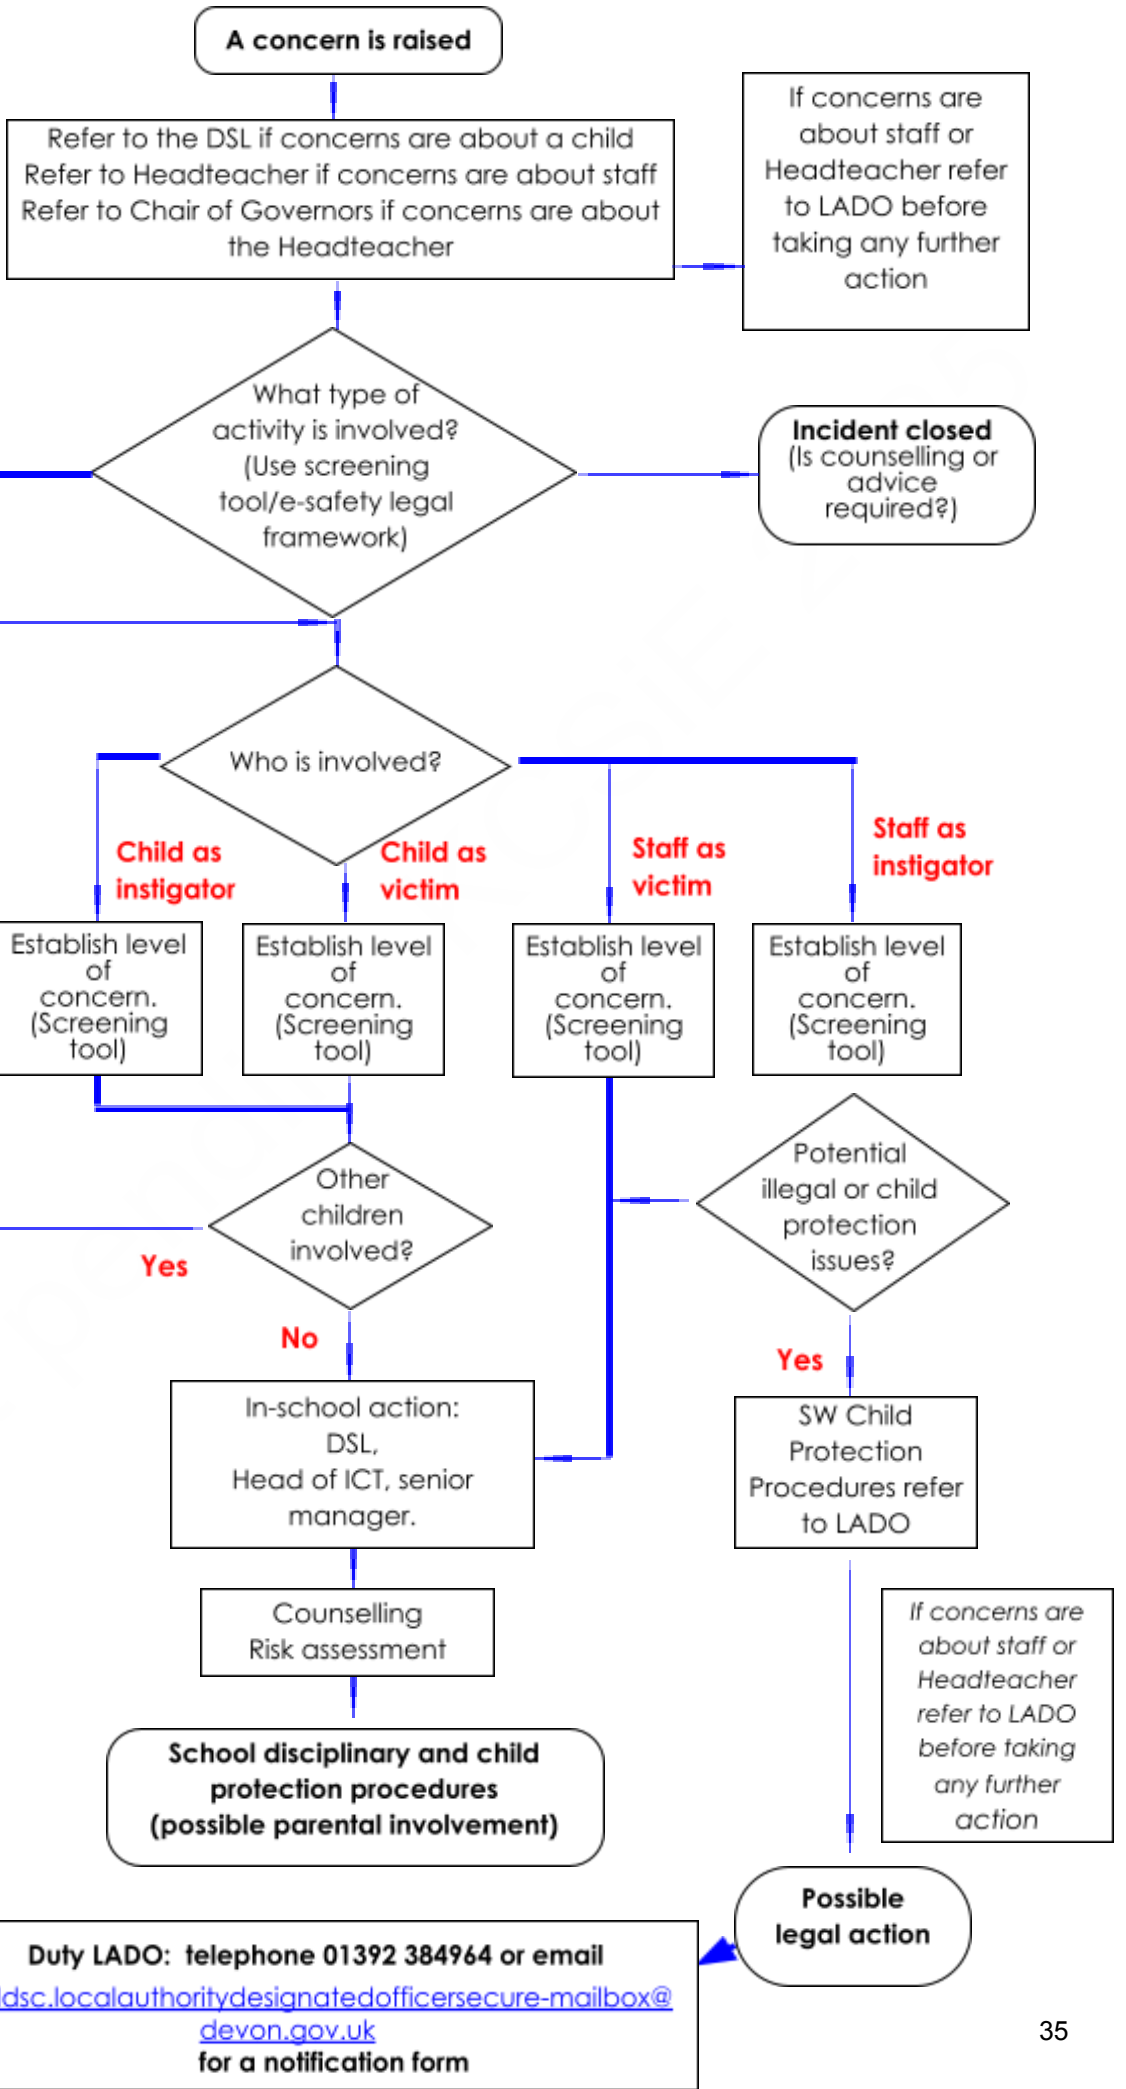 A concern is raised
Refer to the DSL if concerns are about a child
Refer to Headteacher if concerns are about staff
Refer to Chair of Governors if concerns are about
the Headteacher
If concerns are
about staff or
Headteacher refer
to LADO before
taking any further
action
What type of
activity is involved?
(Use screening
tool/e-safety legal
framework)
Incident closed
(Is counselling or
advice
required?)
Who is involved?
Child as
instigator
Child as
victim
Staff as
victim
Staff as
instigator
Establish level
of
concern.
(Screening
tool)
Establish level
of
concern.
(Screening
tool)
Establish level
of
concern.
(Screening
tool)
Establish level
of
concern.
(Screening
tool)
Other
children
involved?
Potential
illegal or child
protection
issues?
Yes
No
Yes
In-school action:
DSL,
Head of ICT, senior
manager.
SW Child
Protection
Procedures refer
to LADO
Counselling
Risk assessment
If concerns are
about staff or
Headteacher
refer to LADO
before taking
any further
action
School disciplinary and child
protection procedures
(possible parental involvement)
Possible
legal action
Duty LADO: telephone 01392 384964 or email
ldsc.localauthoritydesignatedofficersecure-mailbox@
devon.gov.uk
for a notification form
35